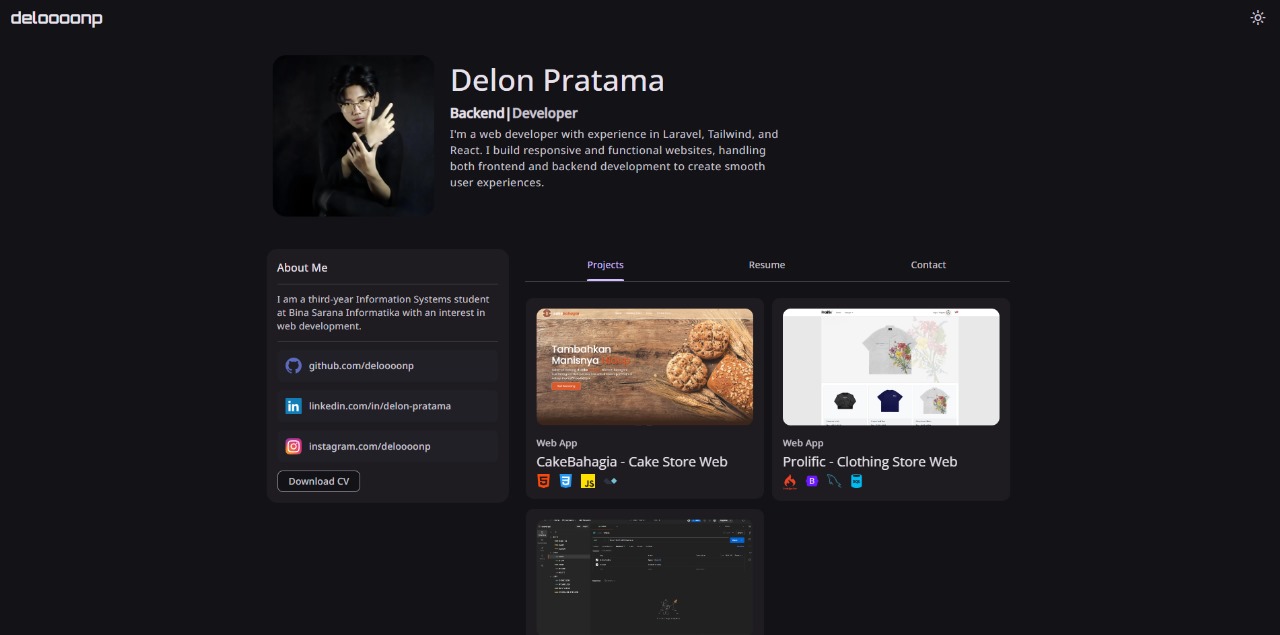 deloooonp
Delon Pratama
Backend|Developer
I'm a web developer with experience in Laravel, Tailwind, and
React. I build responsive and functional websites, handling
both frontend and backend development to create smooth
user experiences.
About Me
I am a third-year Information Systems student
at Bina Sarana Informatika with an interest in
web development.
github.com/deloooonp
linkedin.com/in/delon-pratama
instagram.com/deloooonp
Download CV
Projects
Resume
Contact
Tambahkan
Manisnya
Web App
CakeBahagia - Cake Store Web
JS
Prolific
Web App
Prolific - Clothing Store Web
B